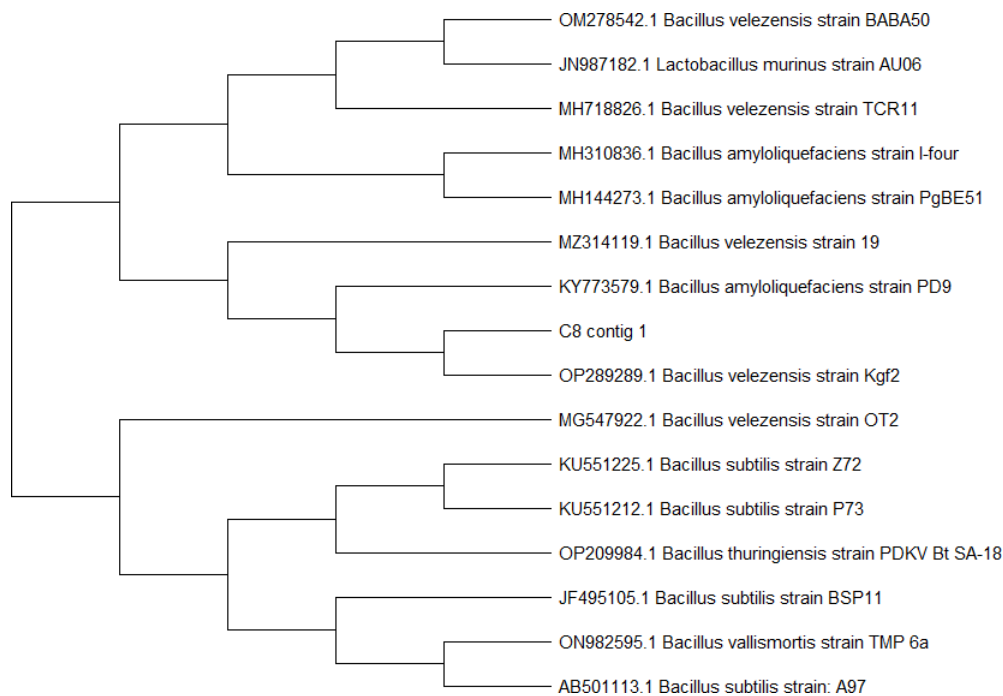 OM278542.1 Bacillus velezensis strain BABA50
JN987182.1 Lactobacillus murinus strain AU06
MH718826.1 Bacillus velezensis strain TCR11
MH310836.1 Bacillus amyloliquefaciens strain I-four
MH144273.1 Bacillus amyloliquefaciens strain PgBE51
MZ314119.1 Bacillus velezensis strain 19
KY773579.1 Bacillus amyloliquefaciens strain PD9
C8 contig 1
OP289289.1 Bacillus velezensis strain Kgf2
MG547922.1 Bacillus velezensis strain OT2
KU551225.1 Bacillus subtilis strain Z72
KU551212.1 Bacillus subtilis strain P73
OP209984.1 Bacillus thuringiensis strain PDKV Bt SA-18
JF495105.1 Bacillus subtilis strain BSP11
ON982595.1 Bacillus vallismortis strain TMP 6a
AB501113.1 Bacillus subtilis strain: A97